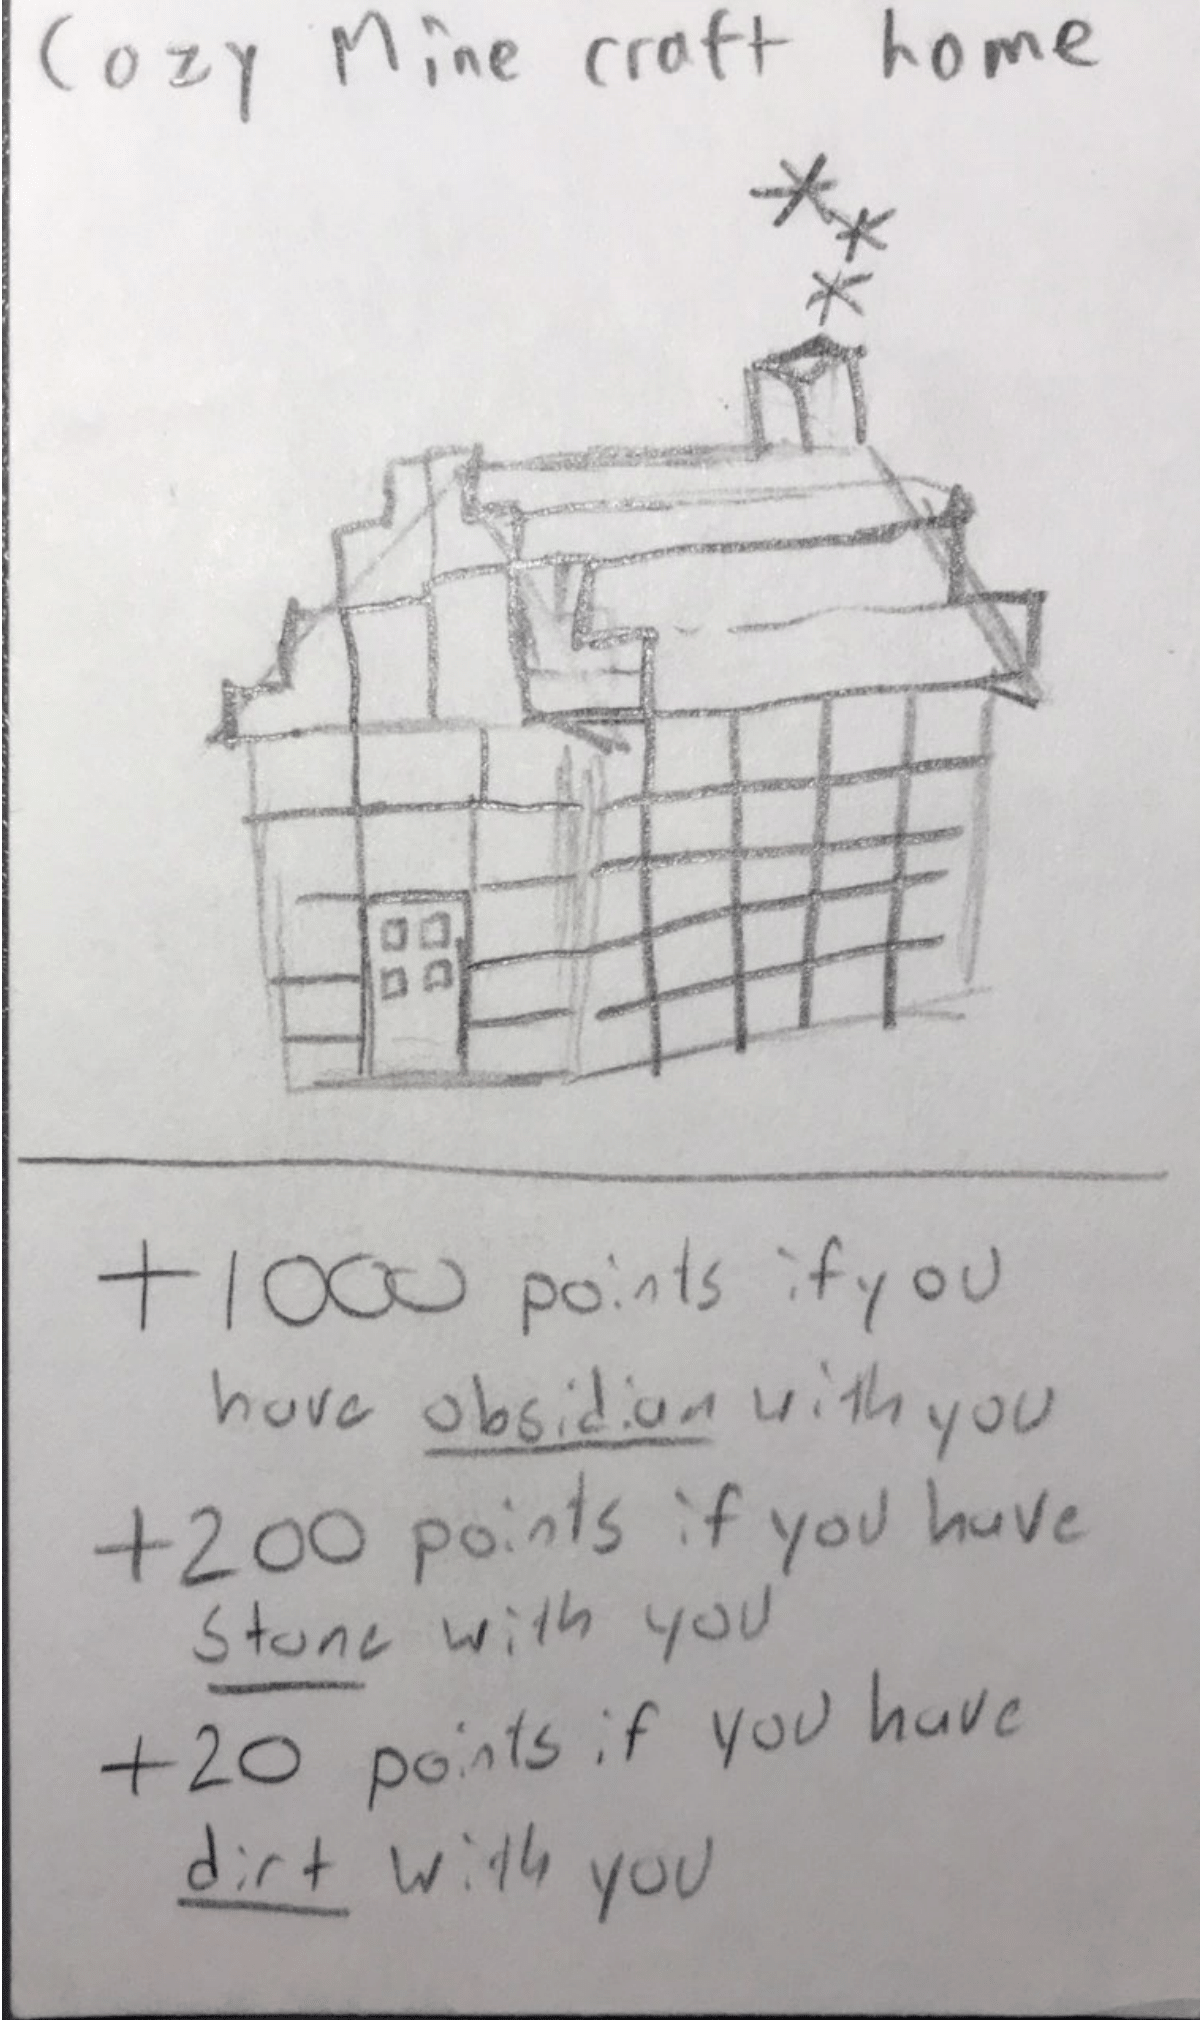 Cozy Mine craft home
+1000 points if you
have obsidian with you
+200 points if you have
stone with you
+20 points if you have
dirt with you